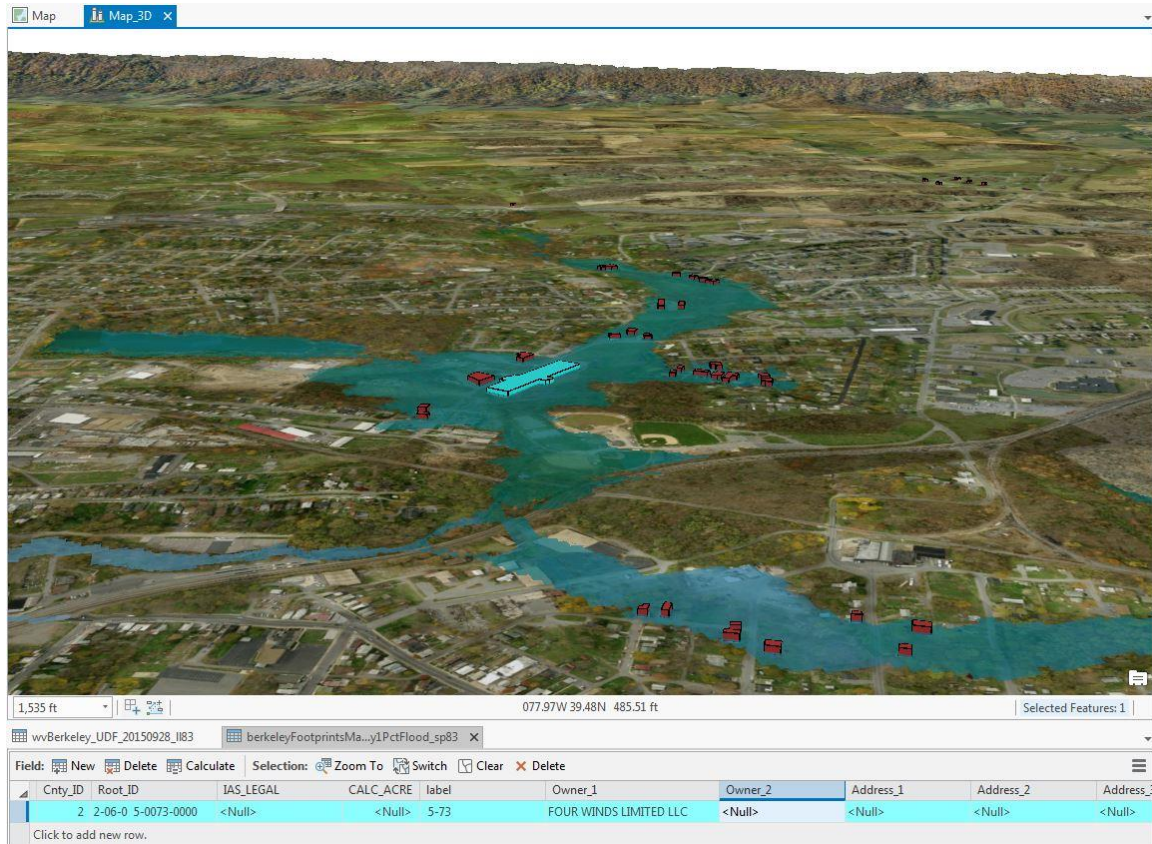 Map Map_3D
1,535 ft 077.97W 39.48N 485.51 ft Selected Features: 1
wvBerkeley_UDF_20150928_ll83 berkeleyFootprintsMa...y1PctFlood_sp83
Field: New Delete Calculate Selection: Zoom To Switch Clear Delete
Cnty_ID Root_ID IAS_LEGAL CALC_ACRE label Owner_1 Owner_2 Address_1 Address_2 Address_3
2 2-06-0 5-0073-0000 <Null> <Null> 5-73 FOUR WINDS LIMITED LLC <Null> <Null> <Null> <Null>
Click to add new row.